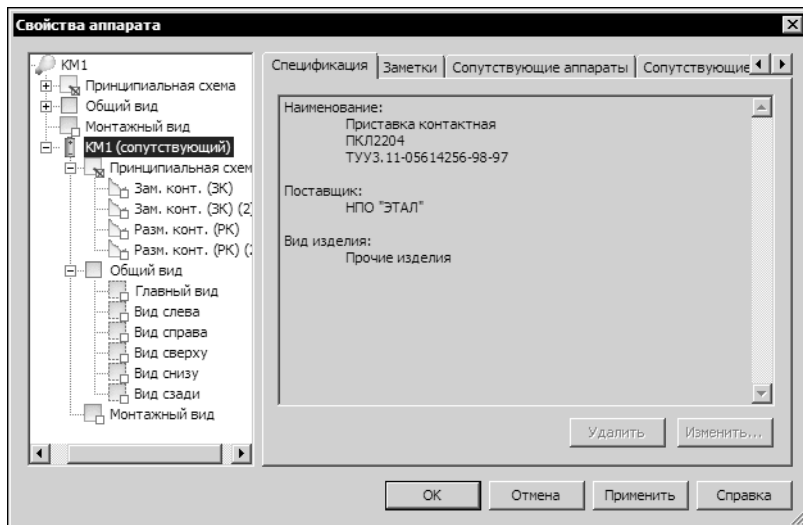 Свойства аппарата
KM1
Принципиальная схема
Общий вид
Монтажный вид
KM1 (сопутствующий)
Принципиальная схем
Зам. конт. (ЗК)
Зам. конт. (ЗК) (2)
Разм. конт. (РК)
Разм. конт. (РК) (2
Общий вид
Главный вид
Вид слева
Вид справа
Вид сверху
Вид снизу
Вид сзади
Монтажный вид
Спецификация
Заметки
Сопутствующие аппараты
Сопутствующие
Наименование:
Приставка контактная
ПКЛ2204
ТУУ3.11-05614256-98-97
Поставщик:
НПО "ЭТАЛ"
Вид изделия:
Прочие изделия
Удалить
Изменить...
OK
Отмена
Применить
Справка